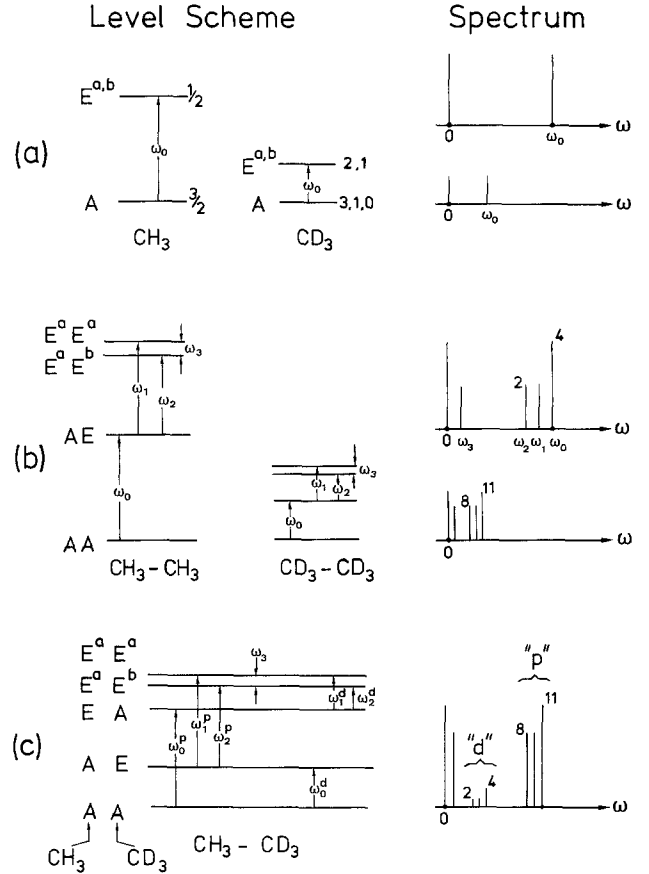 Level Scheme Spectrum
(a)
E^a,b 1/2
ω₀
A 3/2
CH₃
E^a,b 2,1
ω₀
A 3,1,0
CD₃
0 ω₀ ω
0 ω₀ ω
(b)
E^a E^a
E^a E^b
ω₃
ω₁ ω₂
A E
ω₀
A A
CH₃-CH₃
ω₃
ω₁ ω₂
ω₀
CD₃-CD₃
4
2
0 ω₃ ω₂ ω₁ ω₀ ω
8 11
0 ω
(c)
E^a E^a
E^a E^b
E A
A E
A A
ω₃
ω₁^d ω₂^d
ω₀^p ω₁^p ω₂^p
ω₀^d
CH₃ CD₃
CH₃ - CD₃
"p"
11
8
"d"
2 4
0 ω